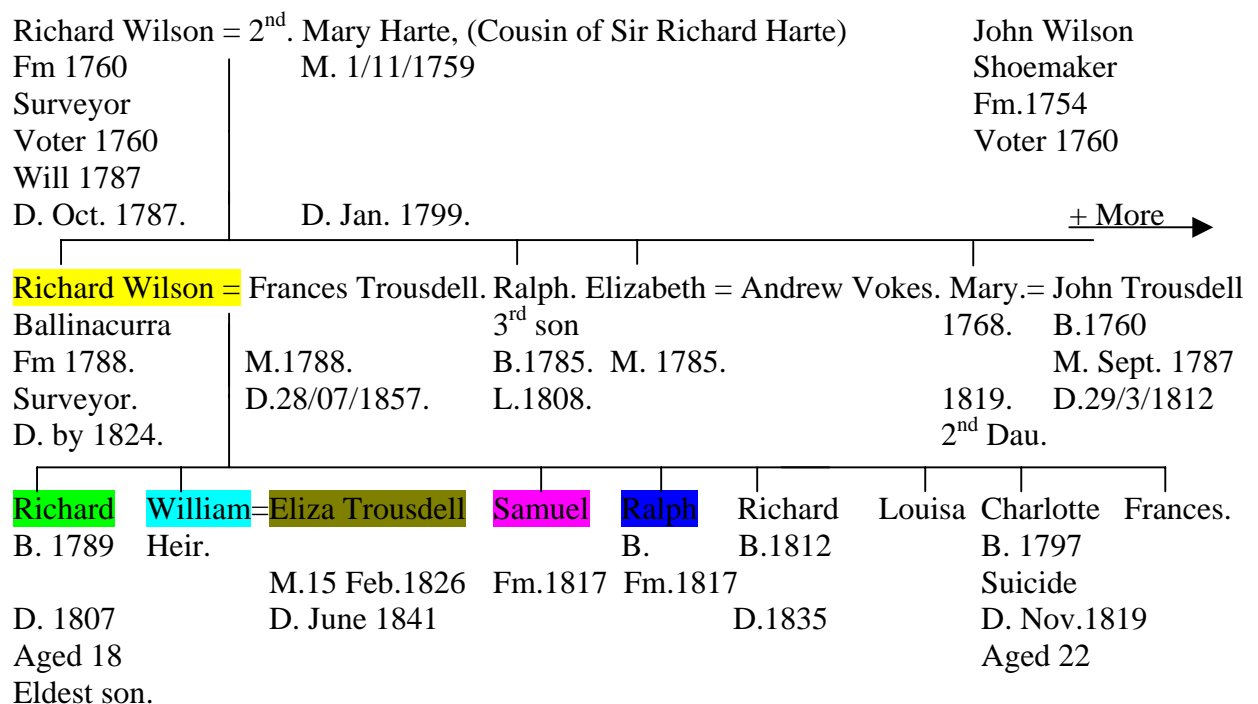 Richard Wilson = 2nd. Mary Harte, (Cousin of Sir Richard Harte) John Wilson
Fm 1760 M. 1/11/1759 Shoemaker
Surveyor Fm.1754
Voter 1760 Voter 1760
Will 1787
D. Oct. 1787. D. Jan. 1799. + More
Richard Wilson = Frances Trousdell. Ralph. Elizabeth = Andrew Vokes. Mary.= John Trousdell
Ballinacurra 3rd son 1768. B.1760
Fm 1788. M.1788. B.1785. M. 1785. M. Sept. 1787
Surveyor. D.28/07/1857. L.1808. 1819. D.29/3/1812
D. by 1824. 2nd Dau.
Richard William=Eliza Trousdell Samuel Ralph Richard Louisa Charlotte Frances.
B. 1789 Heir. B. B.1812 B. 1797
M.15 Feb.1826 Fm.1817 Fm.1817 Suicide
D. 1807 D. June 1841 D.1835 D. Nov.1819
Aged 18 Aged 22
Eldest son.